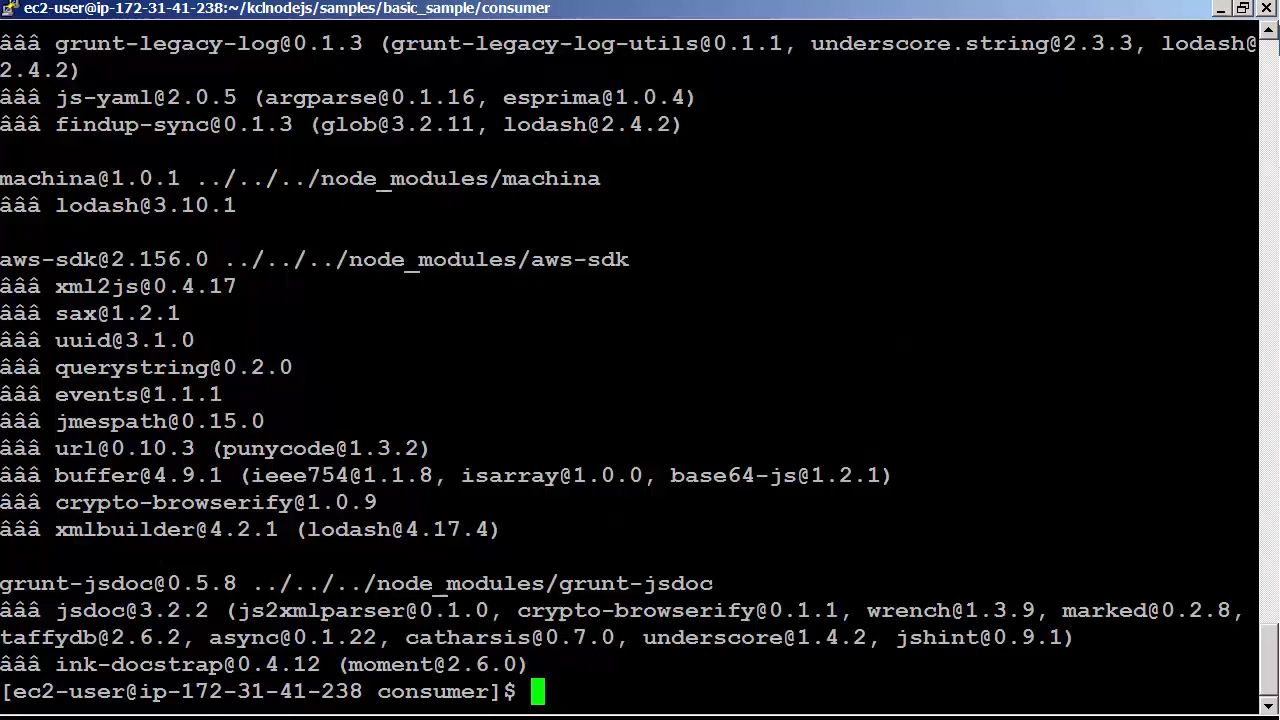 ec2-user@ip-172-31-41-238:~/kclnodejs/samples/basic_sample/consumer
âââ grunt-legacy-log@0.1.3 (grunt-legacy-log-utils@0.1.1, underscore.string@2.3.3, lodash@
2.4.2)
âââ js-yaml@2.0.5 (argparse@0.1.16, esprima@1.0.4)
âââ findup-sync@0.1.3 (glob@3.2.11, lodash@2.4.2)
machina@1.0.1 ../../../node_modules/machina
âââ lodash@3.10.1
aws-sdk@2.156.0 ../../../node_modules/aws-sdk
âââ xml2js@0.4.17
âââ sax@1.2.1
âââ uuid@3.1.0
âââ querystring@0.2.0
âââ events@1.1.1
âââ jmespath@0.15.0
âââ url@0.10.3 (punycode@1.3.2)
âââ buffer@4.9.1 (ieee754@1.1.8, isarray@1.0.0, base64-js@1.2.1)
âââ crypto-browserify@1.0.9
âââ xmlbuilder@4.2.1 (lodash@4.17.4)
grunt-jsdoc@0.5.8 ../../../node_modules/grunt-jsdoc
âââ jsdoc@3.2.2 (js2xmlparser@0.1.0, crypto-browserify@0.1.1, wrench@1.3.9, marked@0.2.8,
taffydb@2.6.2, async@0.1.22, catharsis@0.7.0, underscore@1.4.2, jshint@0.9.1)
âââ ink-docstrap@0.4.12 (moment@2.6.0)
[ec2-user@ip-172-31-41-238 consumer]$